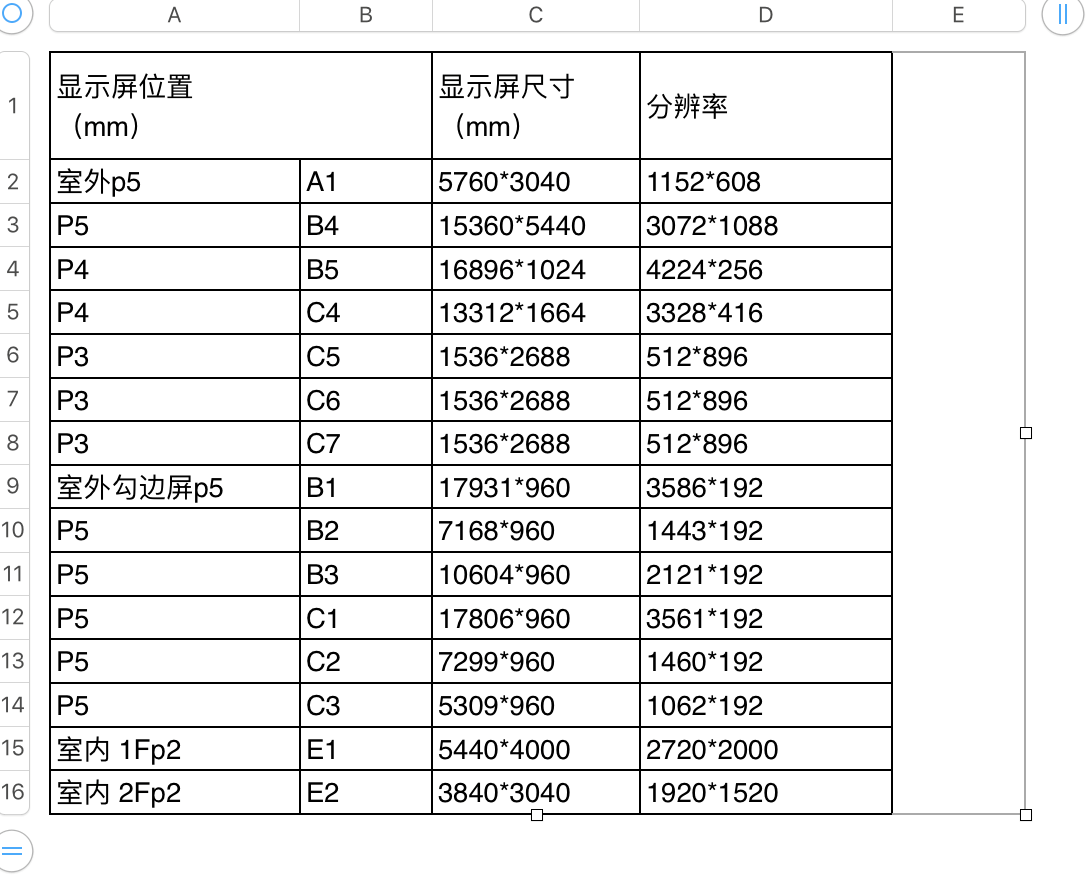 A B C D E
1 显示屏位置 显示屏尺寸 分辨率
（mm） （mm）
2 室外p5 A1 5760*3040 1152*608
3 P5 B4 15360*5440 3072*1088
4 P4 B5 16896*1024 4224*256
5 P4 C4 13312*1664 3328*416
6 P3 C5 1536*2688 512*896
7 P3 C6 1536*2688 512*896
8 P3 C7 1536*2688 512*896
9 室外勾边屏p5 B1 17931*960 3586*192
10 P5 B2 7168*960 1443*192
11 P5 B3 10604*960 2121*192
12 P5 C1 17806*960 3561*192
13 P5 C2 7299*960 1460*192
14 P5 C3 5309*960 1062*192
15 室内 1Fp2 E1 5440*4000 2720*2000
16 室内 2Fp2 E2 3840*3040 1920*1520